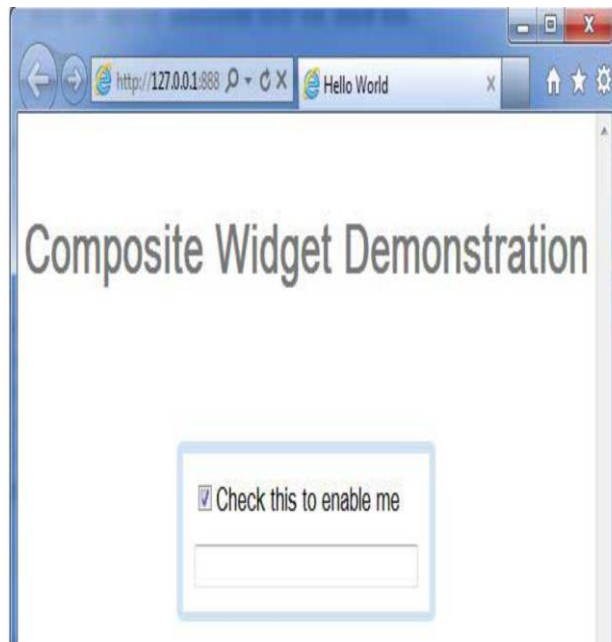 http://127.0.0.1:888
Hello World
Composite Widget Demonstration
Check this to enable me